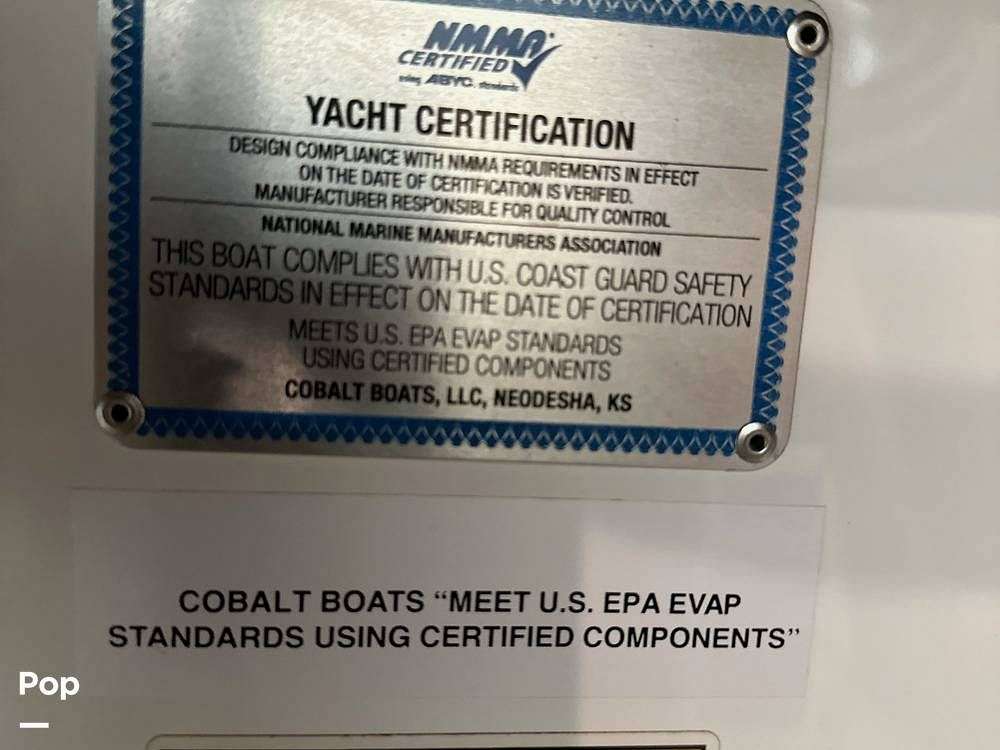 NMMA
CERTIFIED
using ABYC standards
YACHT CERTIFICATION
DESIGN COMPLIANCE WITH NMMA REQUIREMENTS IN EFFECT
ON THE DATE OF CERTIFICATION IS VERIFIED.
MANUFACTURER RESPONSIBLE FOR QUALITY CONTROL
NATIONAL MARINE MANUFACTURERS ASSOCIATION
THIS BOAT COMPLIES WITH U.S. COAST GUARD SAFETY
STANDARDS IN EFFECT ON THE DATE OF CERTIFICATION
MEETS U.S. EPA EVAP STANDARDS
USING CERTIFIED COMPONENTS
COBALT BOATS, LLC, NEODESHA, KS
COBALT BOATS “MEET U.S. EPA EVAP
STANDARDS USING CERTIFIED COMPONENTS”
Pop